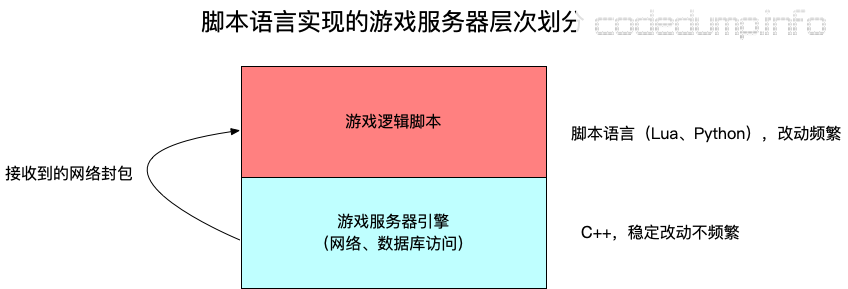 脚本语言实现的游戏服务器层次划分
codedump.info
游戏逻辑脚本
脚本语言（Lua、Python），改动频繁
接收到的网络封包
游戏服务器引擎
（网络、数据库访问）
C++，稳定改动不频繁